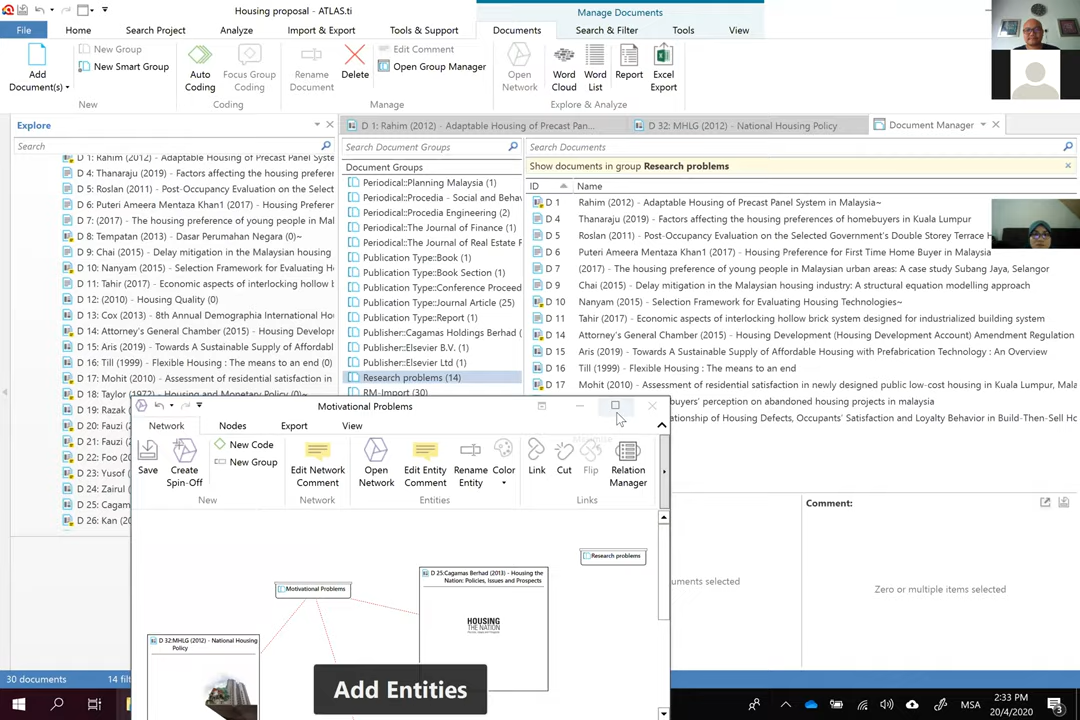 Housing proposal - ATLAS.ti
Manage Documents
File
Home
Search Project
Analyze
Import & Export
Tools & Support
Documents
Search & Filter
Tools
View
Add
Document(s)
New Group
New Smart Group
New
Auto
Coding
Focus Group
Coding
Coding
Rename
Document
Delete
Edit Comment
Open Group Manager
Manage
Open
Network
Word
Cloud
Word
List
Report
Excel
Export
Explore & Analyze
Explore
Search
D 1: Rahim (2012) - Adaptable Housing of Precast Panel Syste
D 4: Thanaraju (2019) - Factors affecting the housing preferen
D 5: Roslan (2011) - Post-Occupancy Evaluation on the Select
D 6: Puteri Ameera Mentaza Khan1 (2017) - Housing Preferen
D 7: (2017) - The housing preference of young people in Mal
D 8: Tempatan (2013) - Dasar Perumahan Negara (0)~
D 9: Chai (2015) - Delay mitigation in the Malaysian housing
D 10: Nanyam (2015) - Selection Framework for Evaluating H
D 11: Tahir (2017) - Economic aspects of interlocking hollow b
D 12: (2010) - Housing Quality (0)
D 13: Cox (2013) - 8th Annual Demographia International Ho
D 14: Attorney's General Chamber (2015) - Housing Develop
D 15: Aris (2019) - Towards A Sustainable Supply of Affordabl
D 16: Till (1999) - Flexible Housing : The means to an end (0)
D 17: Mohit (2010) - Assessment of residential satisfaction in
D 18: Taylor (1972) - Housing and Monetary Policy (0)~
D 19: Razak
D 20: Fauzi (
D 21: Fauzi (
D 22: Foo (
D 23: Yusof (
D 24: Zairul (
D 25: Cagam
D 26: Kan (20
D 1: Rahim (2012) - Adaptable Housing of Precast Pan...
D 32: MHLG (2012) - National Housing Policy
Document Manager
Search Document Groups
Document Groups
Periodical::Planning Malaysia (1)
Periodical::Procedia - Social and Behav
Periodical::Procedia Engineering (2)
Periodical::The Journal of Finance (1)
Periodical::The Journal of Real Estate F
Publication Type::Book (1)
Publication Type::Book Section (1)
Publication Type::Conference Proceed
Publication Type::Journal Article (25)
Publication Type::Report (1)
Publisher::Cagamas Holdings Berhad (
Publisher::Elsevier B.V. (1)
Publisher::Elsevier Ltd (1)
Research problems (14)
RM-Import (30)
Search Documents
Show documents in group Research problems
ID
Name
D 1 Rahim (2012) - Adaptable Housing of Precast Panel System in Malaysia~
D 4 Thanaraju (2019) - Factors affecting the housing preferences of homebuyers in Kuala Lumpur
D 5 Roslan (2011) - Post-Occupancy Evaluation on the Selected Government's Double Storey Terrace H
D 6 Puteri Ameera Mentaza Khan1 (2017) - Housing Preference for First Time Home Buyer in Malaysia
D 7 (2017) - The housing preference of young people in Malaysian urban areas: A case study Subang Jaya, Selangor
D 9 Chai (2015) - Delay mitigation in the Malaysian housing industry: A structural equation modelling approach
D 10 Nanyam (2015) - Selection Framework for Evaluating Housing Technologies~
D 11 Tahir (2017) - Economic aspects of interlocking hollow brick system designed for industrialized building system
D 14 Attorney's General Chamber (2015) - Housing Development (Housing Development Account) Amendment Regulation
D 15 Aris (2019) - Towards A Sustainable Supply of Affordable Housing with Prefabrication Technology : An Overview
D 16 Till (1999) - Flexible Housing : The means to an end
D 17 Mohit (2010) - Assessment of residential satisfaction in newly designed public low-cost housing in Kuala Lumpur, Mala
buyers' perception on abandoned housing projects in malaysia
lationship of Housing Defects, Occupants' Satisfaction and Loyalty Behavior in Build-Then-Sell Ho
Motivational Problems
Network
Nodes
Export
View
Save
Create
Spin-Off
New Code
New Group
New
Edit Network
Comment
Network
Open
Network
Edit Entity
Comment
Rename
Entity
Color
Entities
Link
Cut
Flip
Relation
Manager
Links
Research problems
Motivational Problems
D 25:Cagamas Berhad (2013) - Housing the
Nation: Policies, Issues and Prospects
HOUSING
THE NATION
D 32:MHLG (2012) - National Housing
Policy
Add Entities
Comment:
uments selected
Zero or multiple items selected
30 documents
14 filt
MSA
2:33 PM
20/4/2020
3